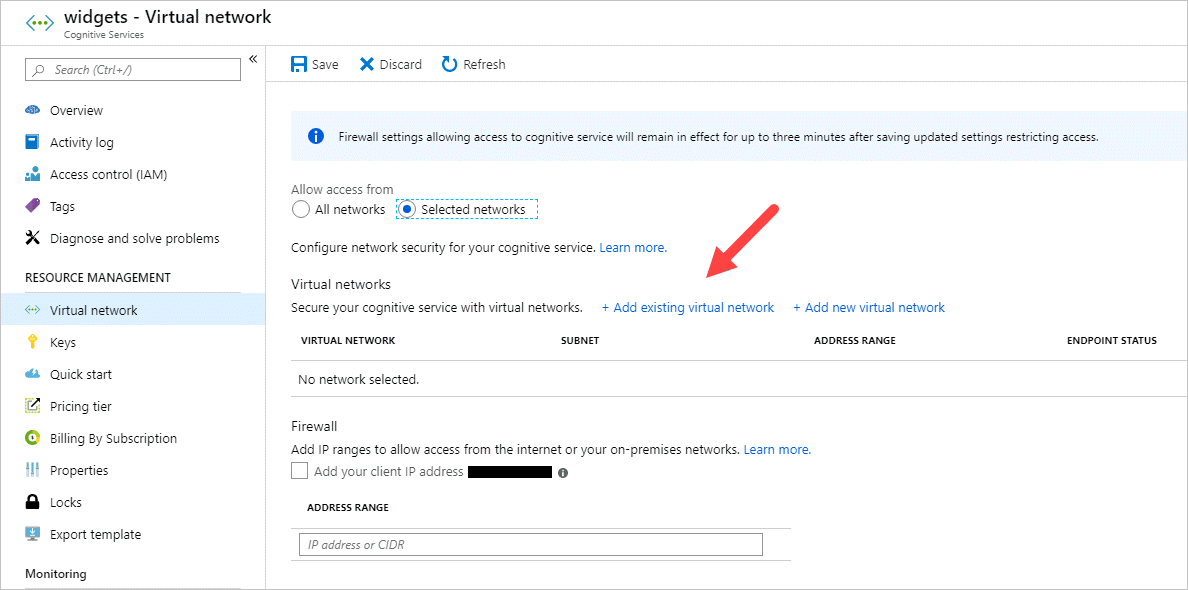 widgets - Virtual network
Cognitive Services
Search (Ctrl+/)
«
Overview
Activity log
Access control (IAM)
Tags
Diagnose and solve problems
RESOURCE MANAGEMENT
Virtual network
Keys
Quick start
Pricing tier
Billing By Subscription
Properties
Locks
Export template
Monitoring
Save Discard Refresh
Firewall settings allowing access to cognitive service will remain in effect for up to three minutes after saving updated settings restricting access.
Allow access from
All networks Selected networks
Configure network security for your cognitive service. Learn more.
Virtual networks
Secure your cognitive service with virtual networks. + Add existing virtual network + Add new virtual network
VIRTUAL NETWORK SUBNET ADDRESS RANGE ENDPOINT STATUS
No network selected.
Firewall
Add IP ranges to allow access from the internet or your on-premises networks. Learn more.
Add your client IP address
ADDRESS RANGE
IP address or CIDR